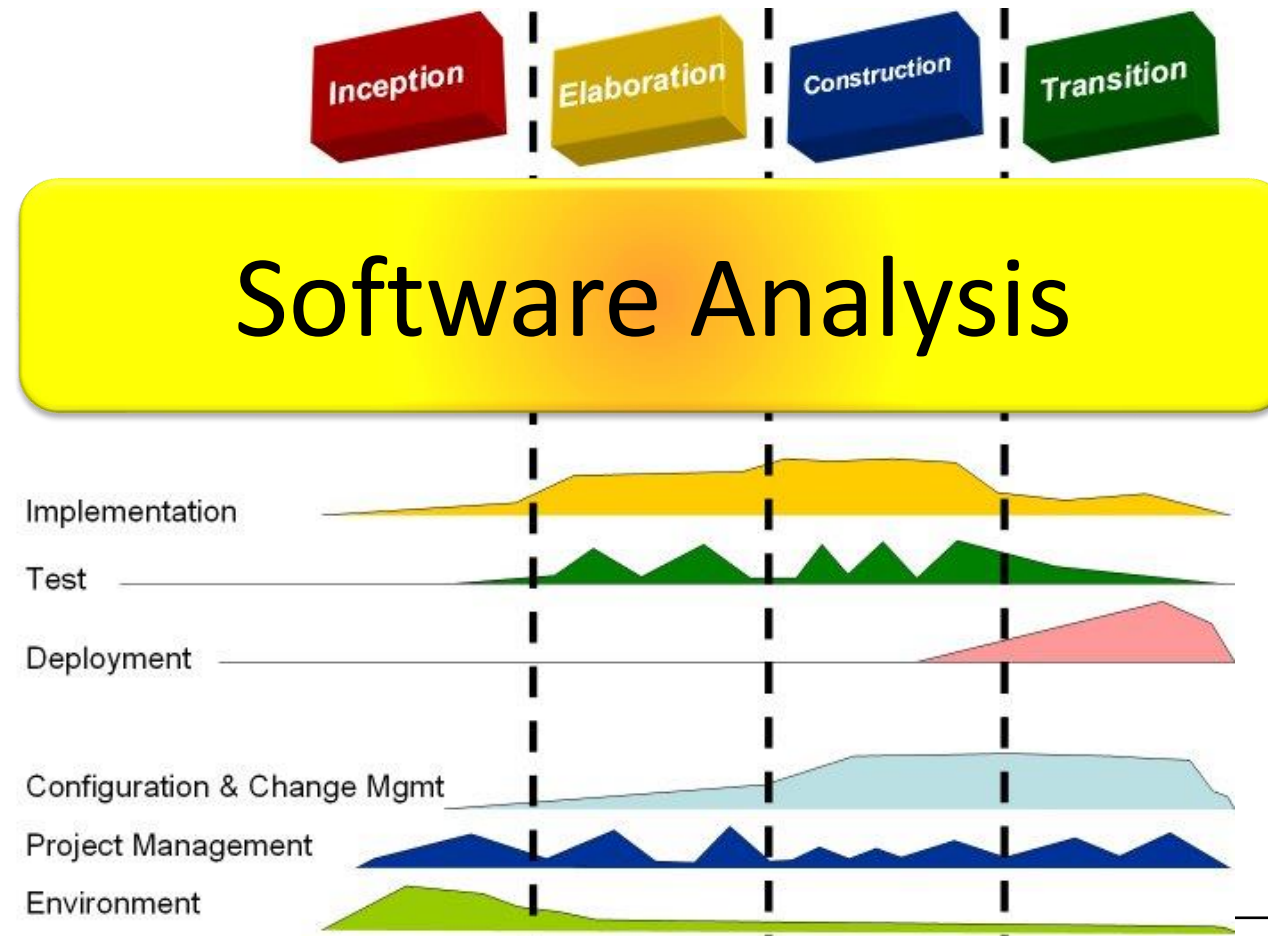 Inception
Elaboration
Construction
Transition
Software Analysis
Implementation
Test
Deployment
Configuration & Change Mgmt
Project Management
Environment